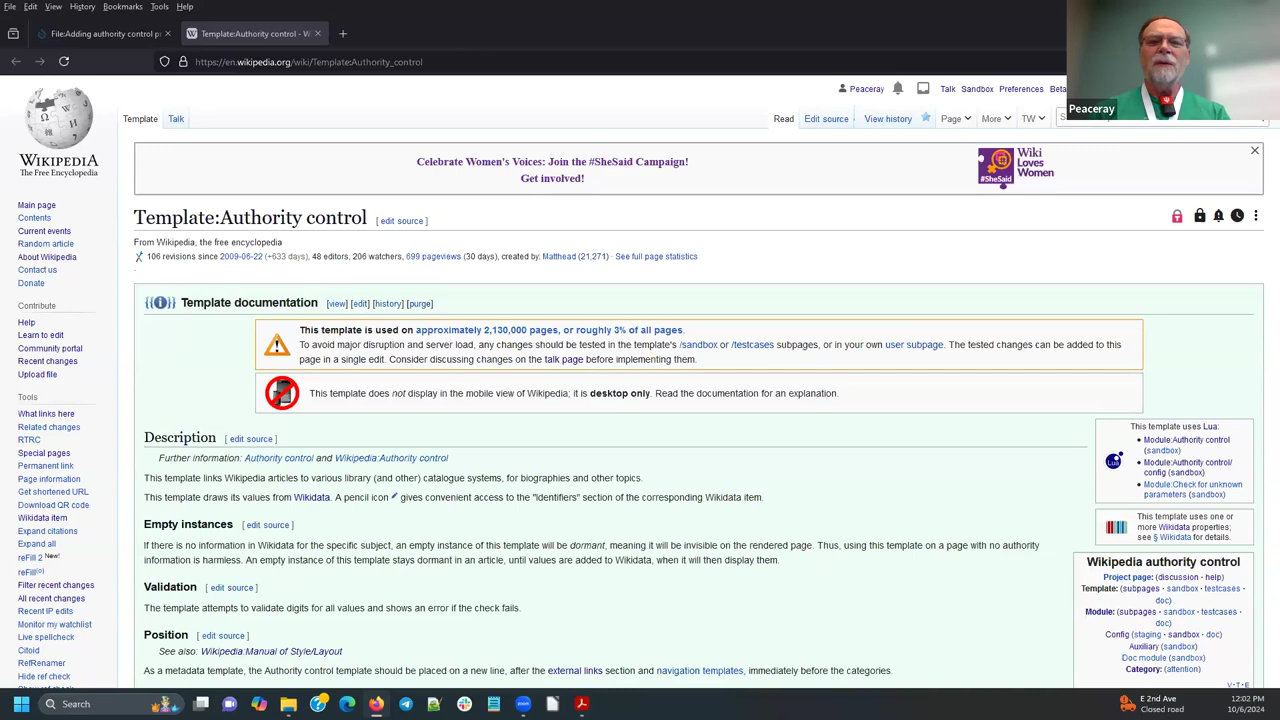 File Edit View History Bookmarks Tools Help
File:Adding authority control p
Template:Authority control - W
https://en.wikipedia.org/wiki/Template:Authority_control
Peaceray
Peaceray Talk Sandbox Preferences Beta
Template Talk Read Edit source View history Page More TW
WIKIPEDIA
The Free Encyclopedia
Celebrate Women's Voices: Join the #SheSaid Campaign!
Get involved!
#SheSaid
Wiki
Loves
Women
Main page
Contents
Current events
Random article
About Wikipedia
Contact us
Donate
Contribute
Help
Learn to edit
Community portal
Recent changes
Upload file
Tools
What links here
Related changes
RTRC
Special pages
Permanent link
Page information
Get shortened URL
Download QR code
Wikidata item
Expand citations
Expand all
reFill 2 New!
reFill(o)
Filter recent changes
All recent changes
Recent IP edits
Monitor my watchlist
Live spellcheck
Citoid
RefRenamer
Hide ref check
Template:Authority control [ edit source ]
From Wikipedia, the free encyclopedia
106 revisions since 2009-06-22 (+633 days), 48 editors, 206 watchers, 699 pageviews (30 days), created by: Matthead (21,271) · See full page statistics
Template documentation [view] [edit] [history] [purge]
This template is used on approximately 2,130,000 pages, or roughly 3% of all pages.
To avoid major disruption and server load, any changes should be tested in the template's /sandbox or /testcases subpages, or in your own user subpage. The tested changes can be added to this
page in a single edit. Consider discussing changes on the talk page before implementing them.
This template does not display in the mobile view of Wikipedia; it is desktop only. Read the documentation for an explanation.
Description [ edit source ]
Further information: Authority control and Wikipedia:Authority control
This template links Wikipedia articles to various library (and other) catalogue systems, for biographies and other topics.
This template draws its values from Wikidata. A pencil icon gives convenient access to the "Identifiers" section of the corresponding Wikidata item.
Empty instances [ edit source ]
If there is no information in Wikidata for the specific subject, an empty instance of this template will be dormant, meaning it will be invisible on the rendered page. Thus, using this template on a page with no authority
information is harmless. An empty instance of this template stays dormant in an article, until values are added to Wikidata, when it will then display them.
Validation [ edit source ]
The template attempts to validate digits for all values and shows an error if the check fails.
Position [ edit source ]
See also: Wikipedia:Manual of Style/Layout
As a metadata template, the Authority control template should be placed on a new line, after the external links section and navigation templates, immediately before the categories.
This template uses Lua:
Lua
• Module:Authority control
(sandbox)
• Module:Authority control/
config (sandbox)
• Module:Check for unknown
parameters (sandbox)
This template uses one or
more Wikidata properties;
see § Wikidata for details.
Wikipedia authority control
Project page: (discussion · help)
Template: (subpages · sandbox · testcases ·
doc)
Module: (subpages · sandbox · testcases ·
doc)
Config (staging · sandbox · doc)
Auxiliary (sandbox)
Doc module (sandbox)
Category: (attention)
V · T · E
Search
E 2nd Ave
Closed road
12:02 PM
10/6/2024